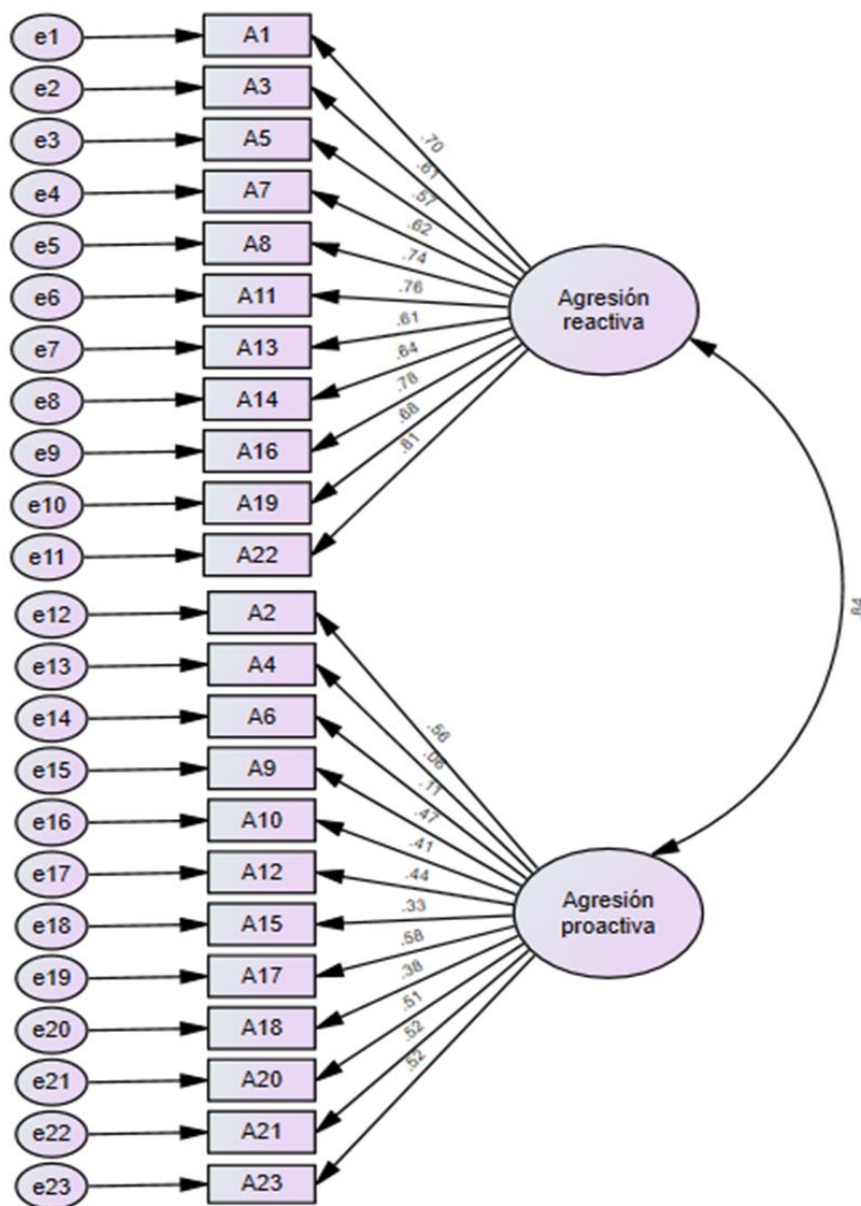 e1 A1
e2 A3
e3 A5
e4 A7
e5 A8
e6 A11
e7 A13
e8 A14
e9 A16
e10 A19
e11 A22
.70
.61
.57
.62
.74
.76
.61
.64
.78
.68
Agresión
reactiva
e12 A2
e13 A4
e14 A6
e15 A9
e16 A10
e17 A12
e18 A15
e19 A17
e20 A18
e21 A20
e22 A21
e23 A23
.56
.11
.47
.41
.44
.33
.58
.38
.51
.52
.52
Agresión
proactiva